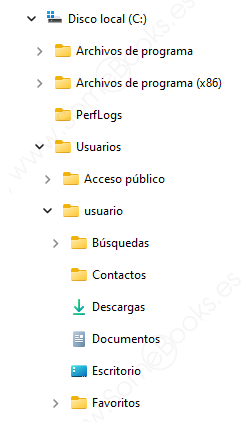 Disco local (C:)
Archivos de programa
Archivos de programa (x86)
PerfLogs
Usuarios
Acceso público
usuario
Búsquedas
Contactos
Descargas
Documentos
Escritorio
Favoritos